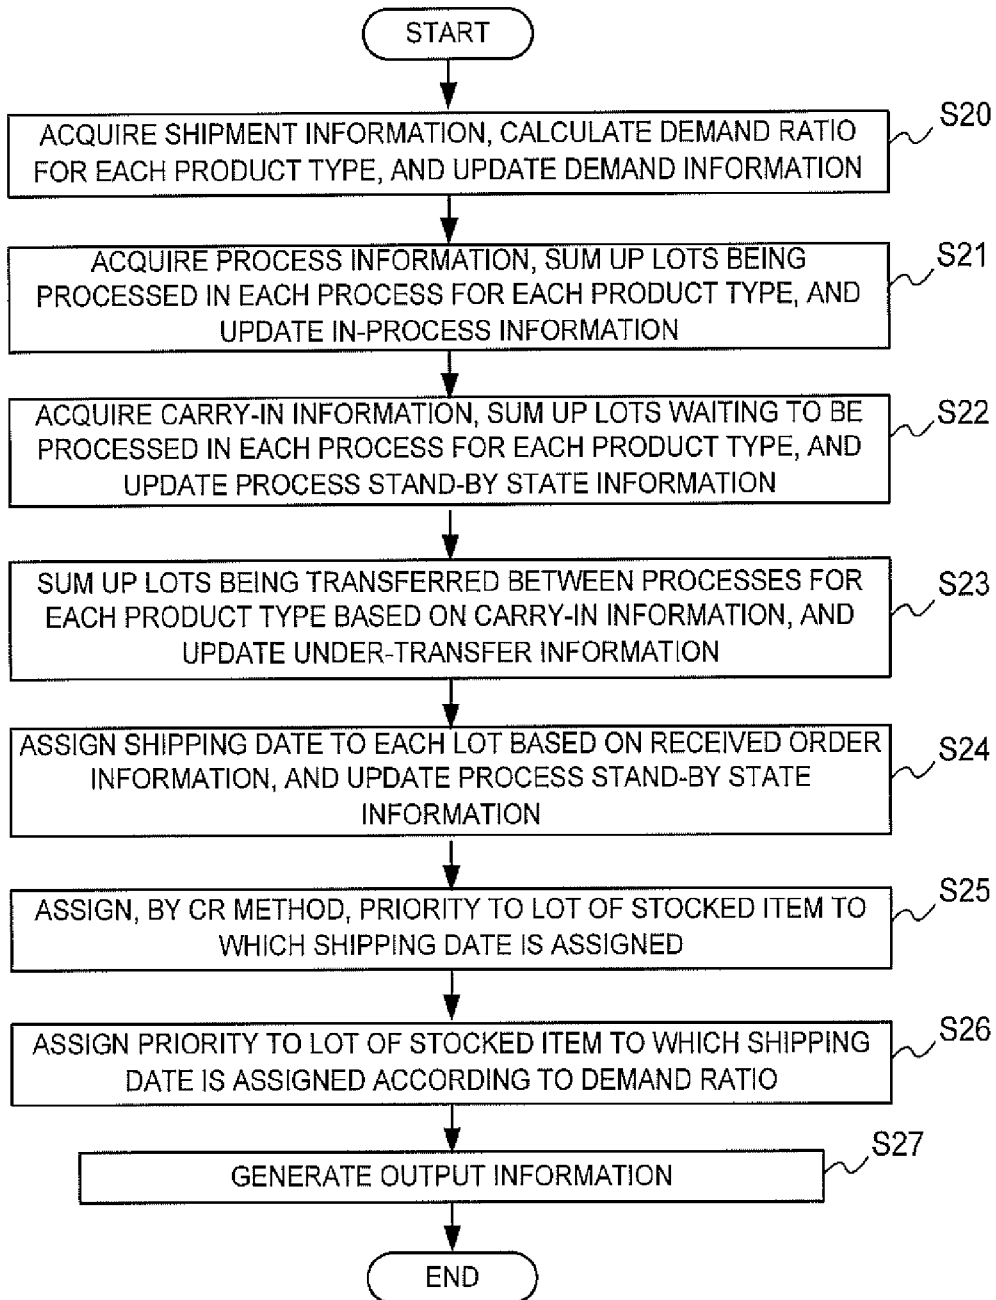 START
S20
ACQUIRE SHIPMENT INFORMATION, CALCULATE DEMAND RATIO
FOR EACH PRODUCT TYPE, AND UPDATE DEMAND INFORMATION
S21
ACQUIRE PROCESS INFORMATION, SUM UP LOTS BEING
PROCESSED IN EACH PROCESS FOR EACH PRODUCT TYPE, AND
UPDATE IN-PROCESS INFORMATION
S22
ACQUIRE CARRY-IN INFORMATION, SUM UP LOTS WAITING TO BE
PROCESSED IN EACH PROCESS FOR EACH PRODUCT TYPE, AND
UPDATE PROCESS STAND-BY STATE INFORMATION
S23
SUM UP LOTS BEING TRANSFERRED BETWEEN PROCESSES FOR
EACH PRODUCT TYPE BASED ON CARRY-IN INFORMATION, AND
UPDATE UNDER-TRANSFER INFORMATION
S24
ASSIGN SHIPPING DATE TO EACH LOT BASED ON RECEIVED ORDER
INFORMATION, AND UPDATE PROCESS STAND-BY STATE
INFORMATION
S25
ASSIGN, BY CR METHOD, PRIORITY TO LOT OF STOCKED ITEM TO
WHICH SHIPPING DATE IS ASSIGNED
S26
ASSIGN PRIORITY TO LOT OF STOCKED ITEM TO WHICH SHIPPING
DATE IS ASSIGNED ACCORDING TO DEMAND RATIO
S27
GENERATE OUTPUT INFORMATION
END